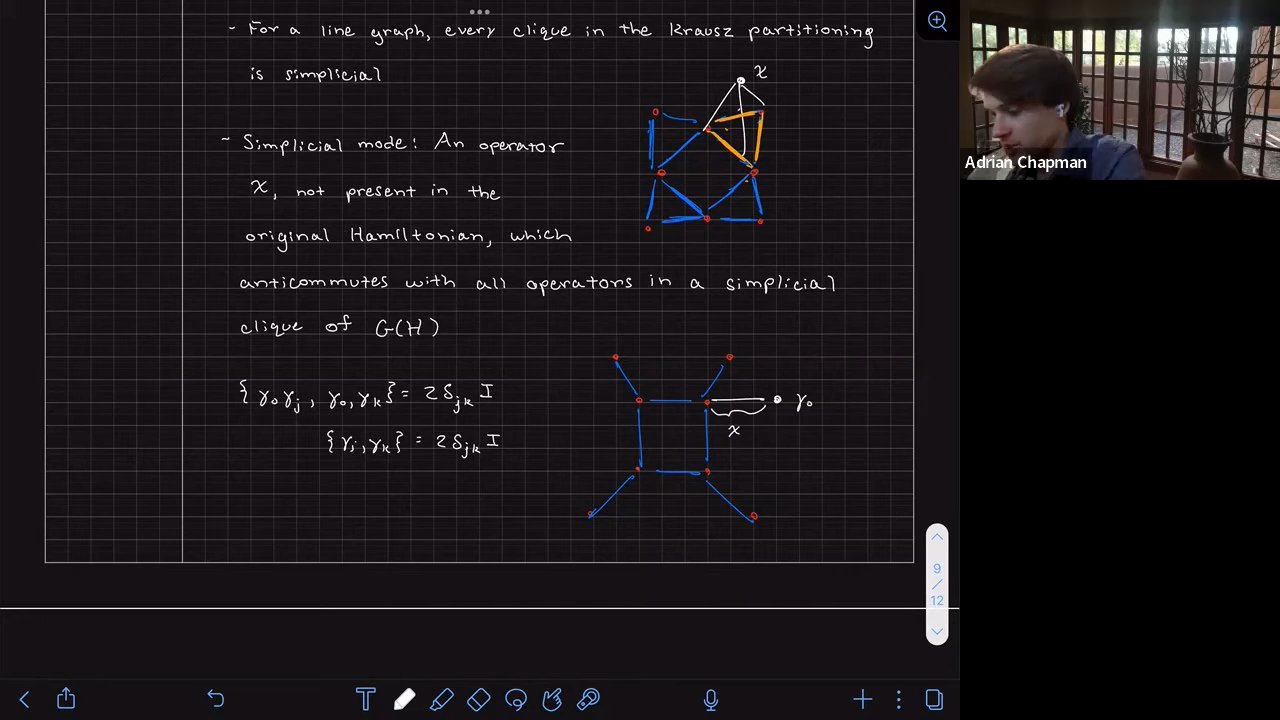 - For a line graph, every clique in the Krausz partitioning
is simplicial
χ
- Simplicial mode: An operator
χ, not present in the
original Hamiltonian, which
anticommutes with all operators in a simplicial
clique of G(H)
{γ₀γⱼ, γ₀,γₖ} = 2δⱼₖ I
γ₀
χ
{γⱼ,γₖ} = 2δⱼₖ I
Adrian Chapman
9
/
12
T